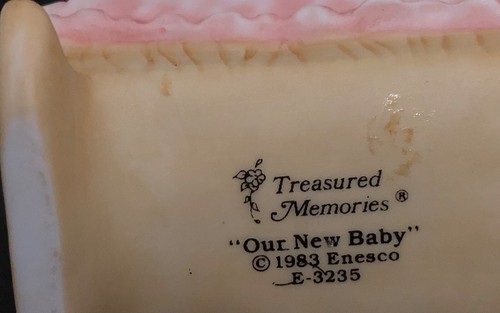 Treasured
Memories ®
"Our New Baby"
© 1983 Enesco
E-3235